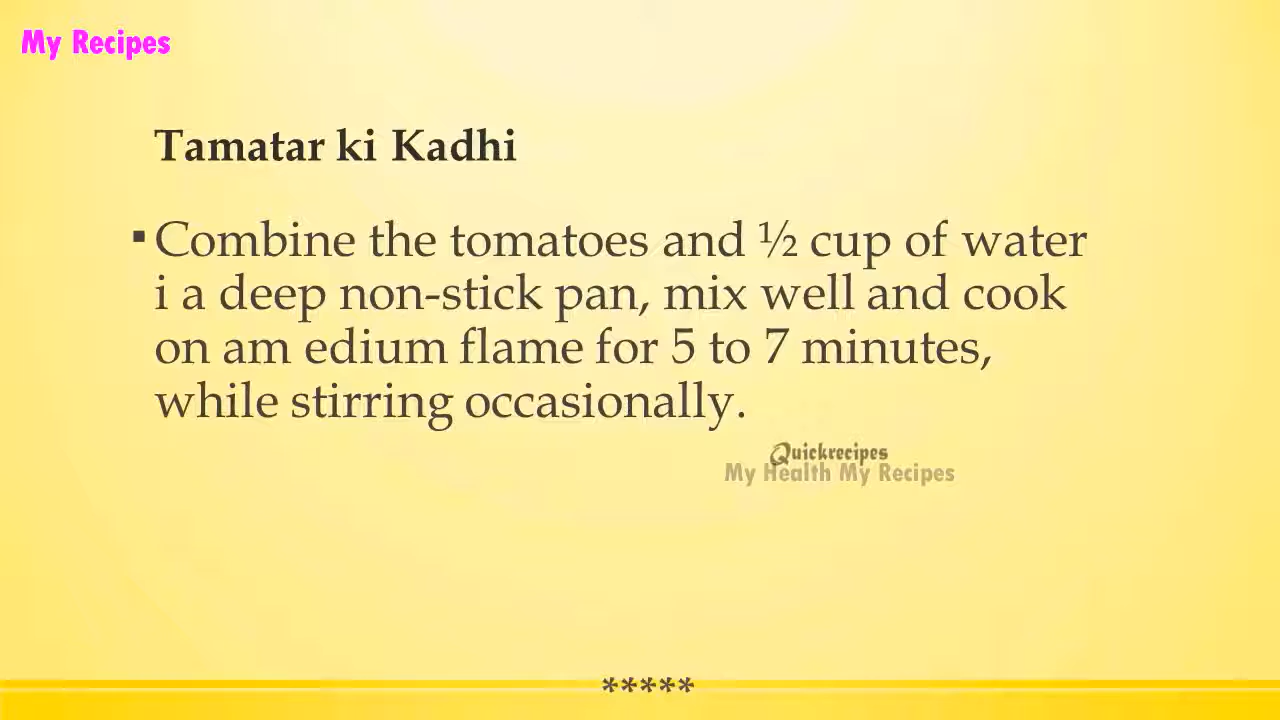 My Recipes
Tamatar ki Kadhi
▪Combine the tomatoes and ½ cup of water
i a deep non-stick pan, mix well and cook
on am edium flame for 5 to 7 minutes,
while stirring occasionally.
Quickrecipes
My Health My Recipes
*****